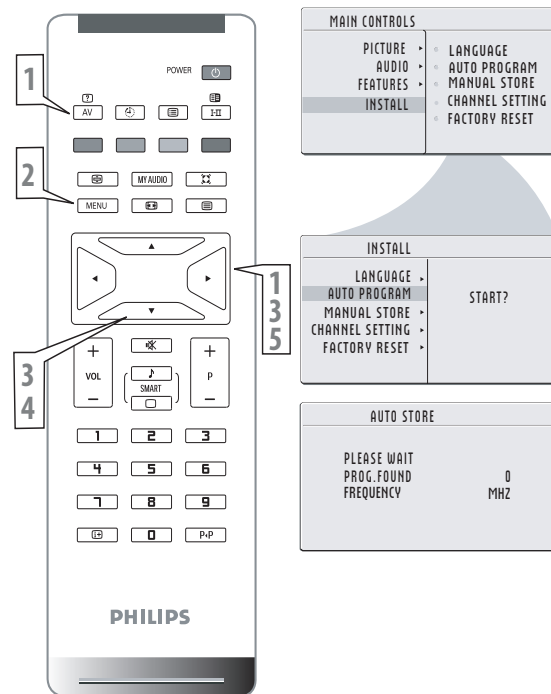 POWER
1
AV
I-II
MY AUDIO
2
MENU
1
3
5
3
4
+
VOL
−
SMART
+
P
−
1 2 3
4 5 6
7 8 9
i+ 0 P◂P
PHILIPS
MAIN CONTROLS
PICTURE
AUDIO
FEATURES
INSTALL
LANGUAGE
AUTO PROGRAM
MANUAL STORE
CHANNEL SETTING
FACTORY RESET
INSTALL
LANGUAGE
AUTO PROGRAM
MANUAL STORE
CHANNEL SETTING
FACTORY RESET
START?
AUTO STORE
PLEASE WAIT
PROG.FOUND 0
FREQUENCY MHZ